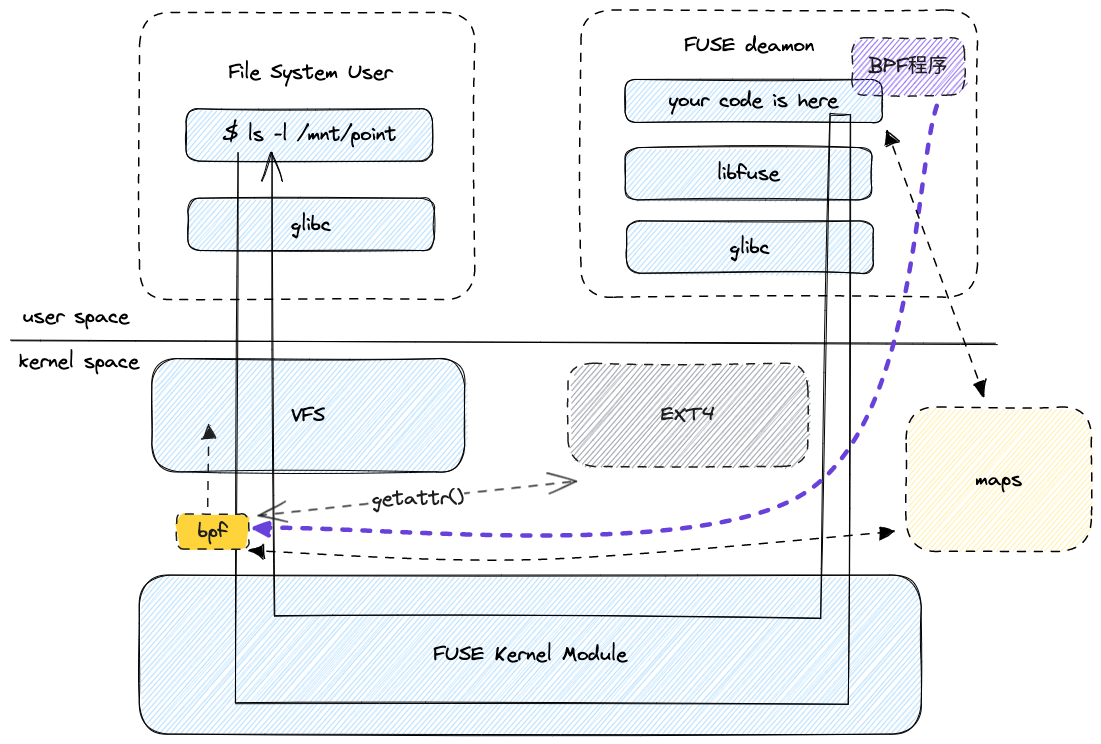 File System User
$ ls -l /mnt/point
glibc
FUSE deamon
BPF程序
your code is here
libfuse
glibc
user space
kernel space
VFS
EXT4
getattr()
bpf
maps
FUSE Kernel Module